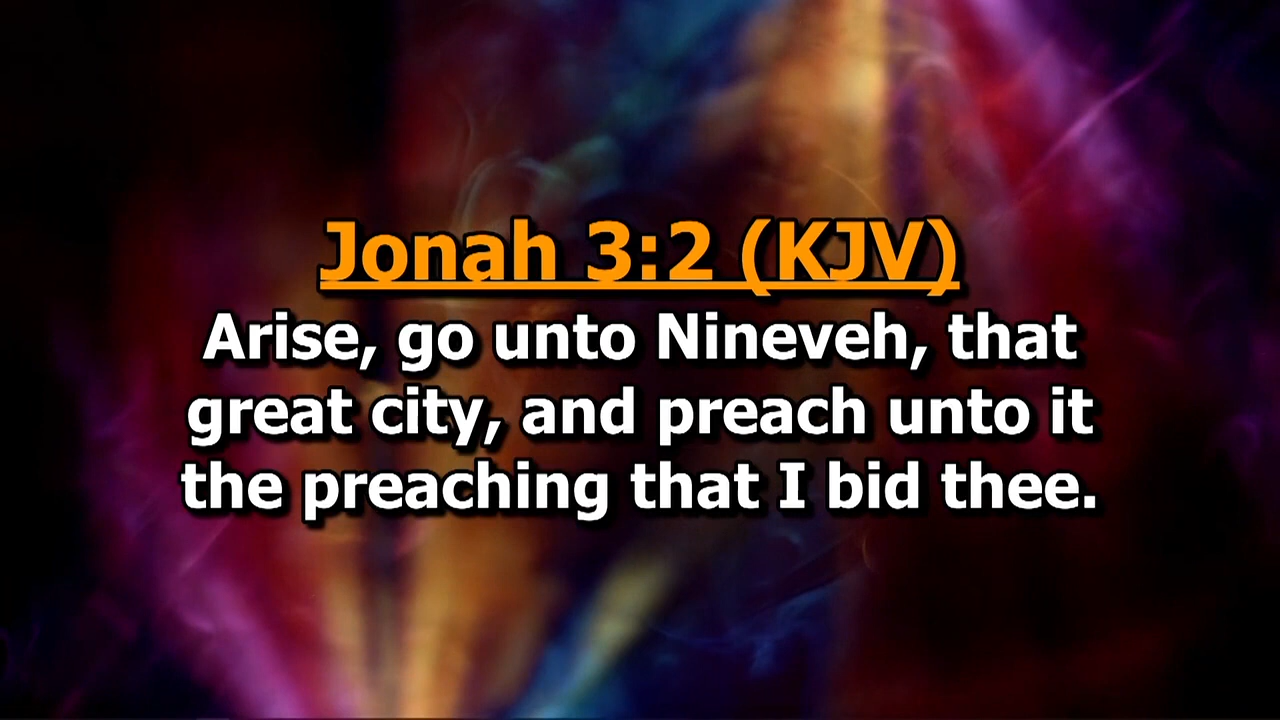 Jonah 3:2 (KJV)
Arise, go unto Nineveh, that
great city, and preach unto it
the preaching that I bid thee.